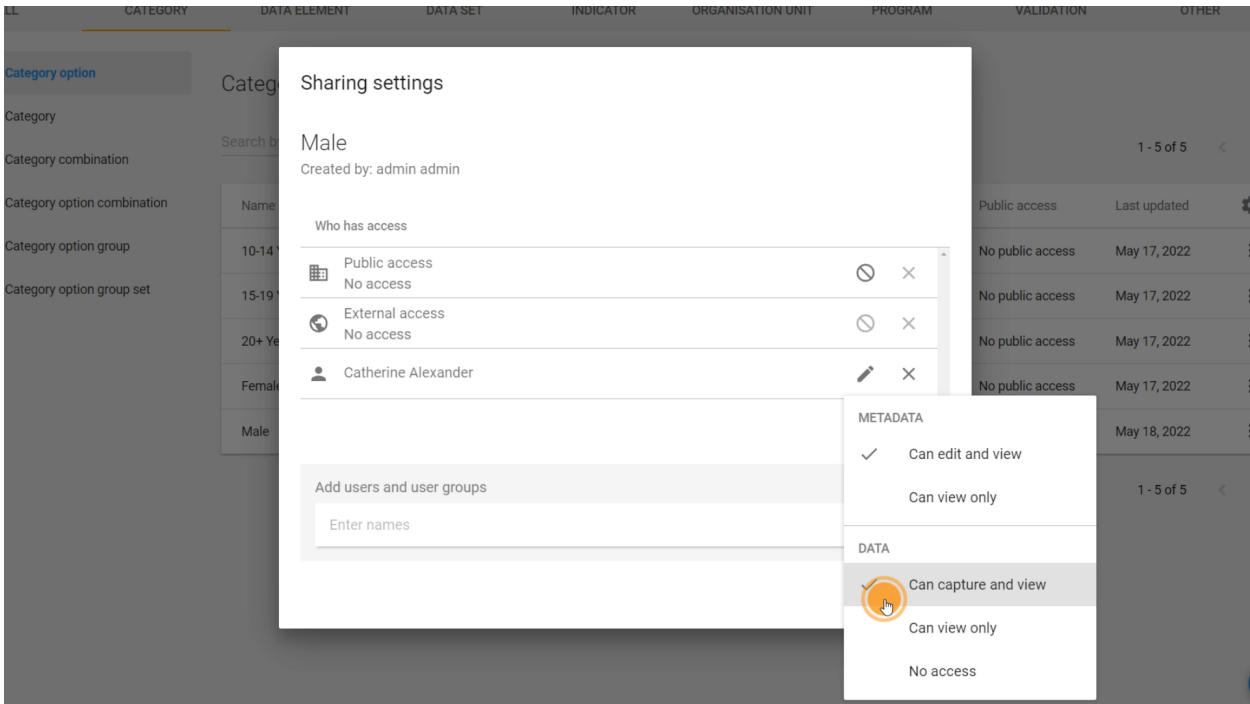 LL CATEGORY DATA ELEMENT DATA SET INDICATOR ORGANISATION UNIT PROGRAM VALIDATION OTHER
Category option
Category
Category combination
Category option combination
Category option group
Category option group set
Categ
Search b
1 - 5 of 5
Name Public access Last updated
10-14 No public access May 17, 2022
15-19 No public access May 17, 2022
20+ Ye No public access May 17, 2022
Female No public access May 17, 2022
Male May 18, 2022
1 - 5 of 5
Sharing settings
Male
Created by: admin admin
Who has access
Public access
No access
External access
No access
Catherine Alexander
Add users and user groups
Enter names
METADATA
Can edit and view
Can view only
DATA
Can capture and view
Can view only
No access